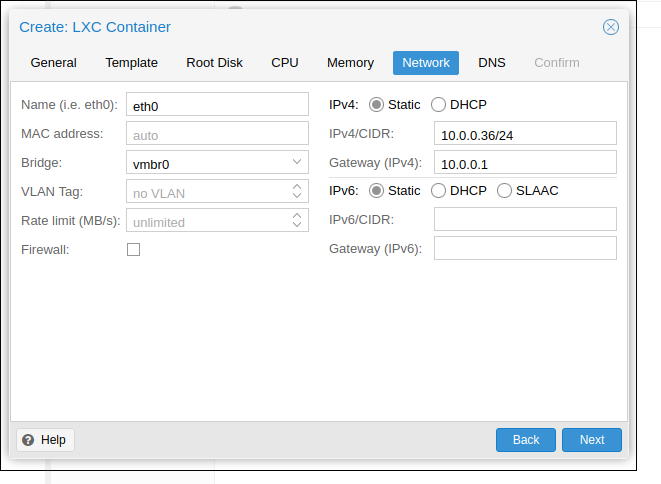 Create: LXC Container
General Template Root Disk CPU Memory Network DNS Confirm
Name (i.e. eth0): eth0
MAC address: auto
Bridge: vmbr0
VLAN Tag: no VLAN
Rate limit (MB/s): unlimited
Firewall:
IPv4: Static DHCP
IPv4/CIDR: 10.0.0.36/24
Gateway (IPv4): 10.0.0.1
IPv6: Static DHCP SLAAC
IPv6/CIDR:
Gateway (IPv6):
? Help Back Next